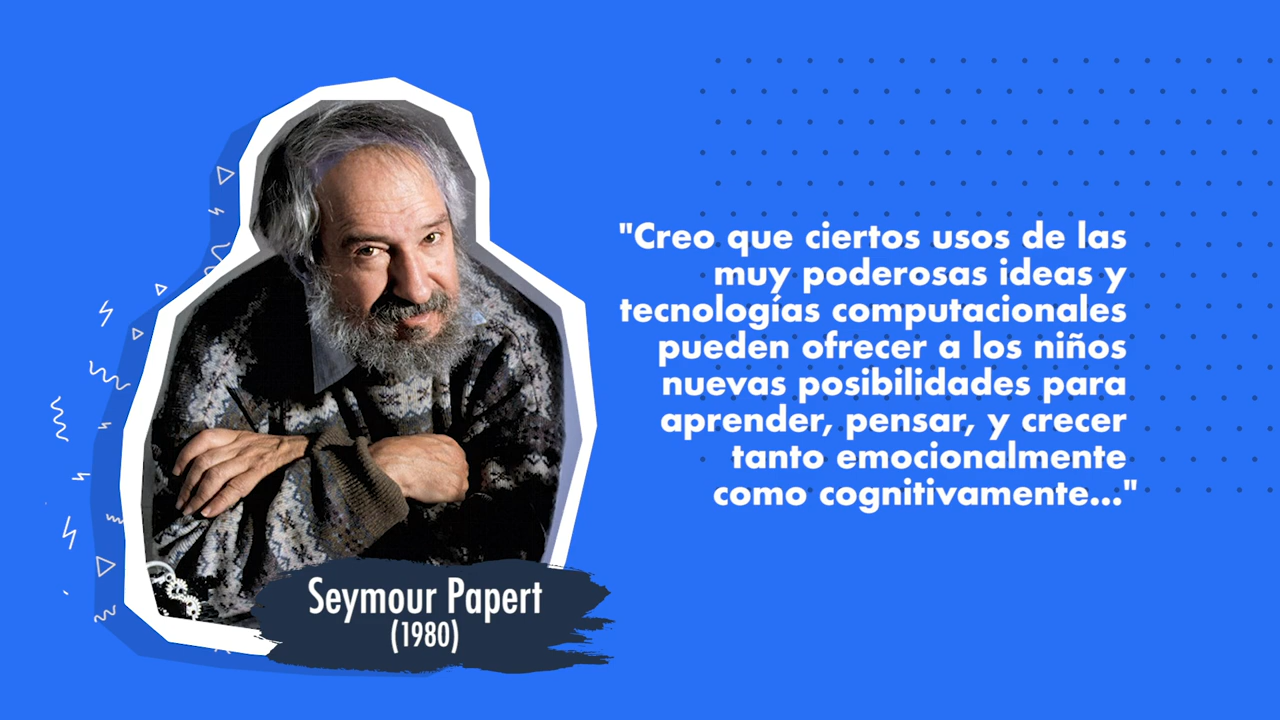 "Creo que ciertos usos de las
muy poderosas ideas y
tecnologías computacionales
pueden ofrecer a los niños
nuevas posibilidades para
aprender, pensar, y crecer
tanto emocionalmente
como cognitivamente..."
Seymour Papert
(1980)